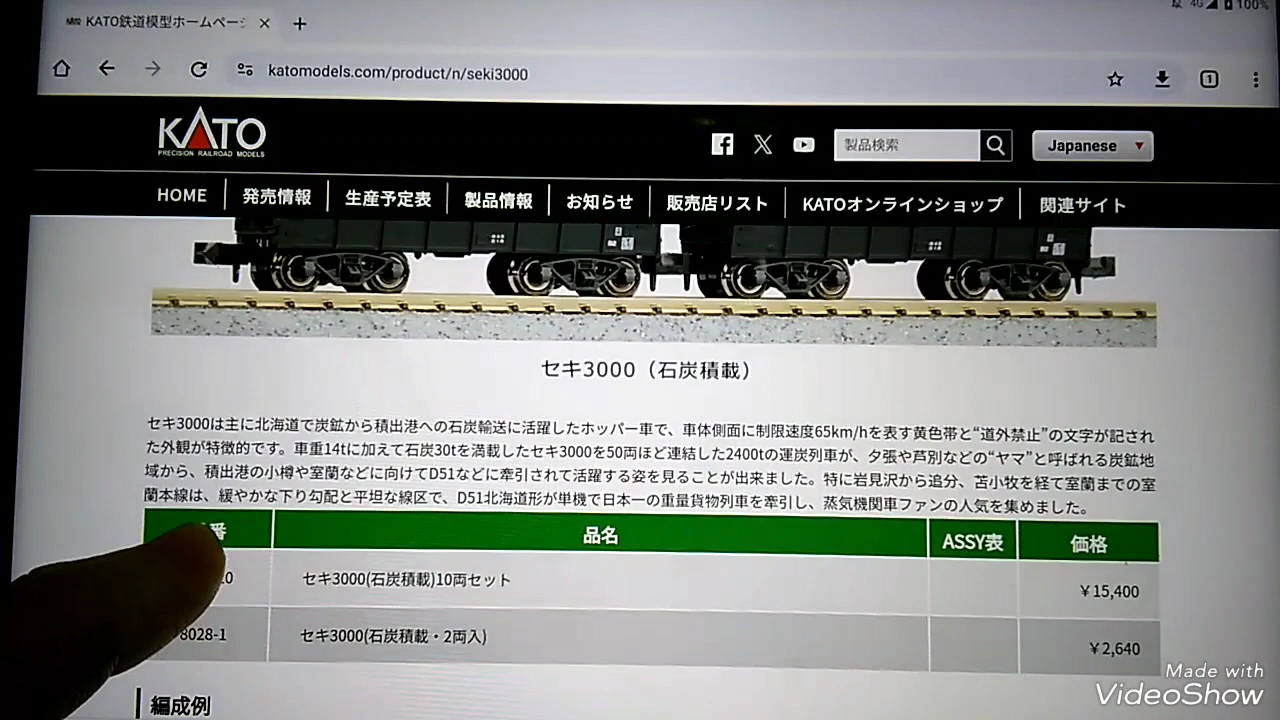 KATO鉄道模型ホームページ
4G 100%
katomodels.com/product/n/seki3000
1
KATO
PRECISION RAILROAD MODELS
製品検索
Japanese
HOME
発売情報
生産予定表
製品情報
お知らせ
販売店リスト
KATOオンラインショップ
関連サイト
セキ3000（石炭積載）
セキ3000は主に北海道で炭鉱から積出港への石炭輸送に活躍したホッパー車で、車体側面に制限速度65km/hを表す黄色帯と“道外禁止”の文字が記され
た外観が特徴的です。車重14tに加えて石炭30tを満載したセキ3000を50両ほど連結した2400tの運炭列車が、夕張や芦別などの“ヤマ”と呼ばれる炭鉱地
域から、積出港の小樽や室蘭などに向けてD51などに牽引されて活躍する姿を見ることが出来ました。特に岩見沢から追分、苫小牧を経て室蘭までの室
蘭本線は、緩やかな下り勾配と平坦な線区で、D51北海道形が単機で日本一の重量貨物列車を牽引し、蒸気機関車ファンの人気を集めました。
番 品名 ASSY表 価格
0 セキ3000(石炭積載)10両セット ￥15,400
8028-1 セキ3000(石炭積載・2両入) ￥2,640
編成例
Made with
VideoShow